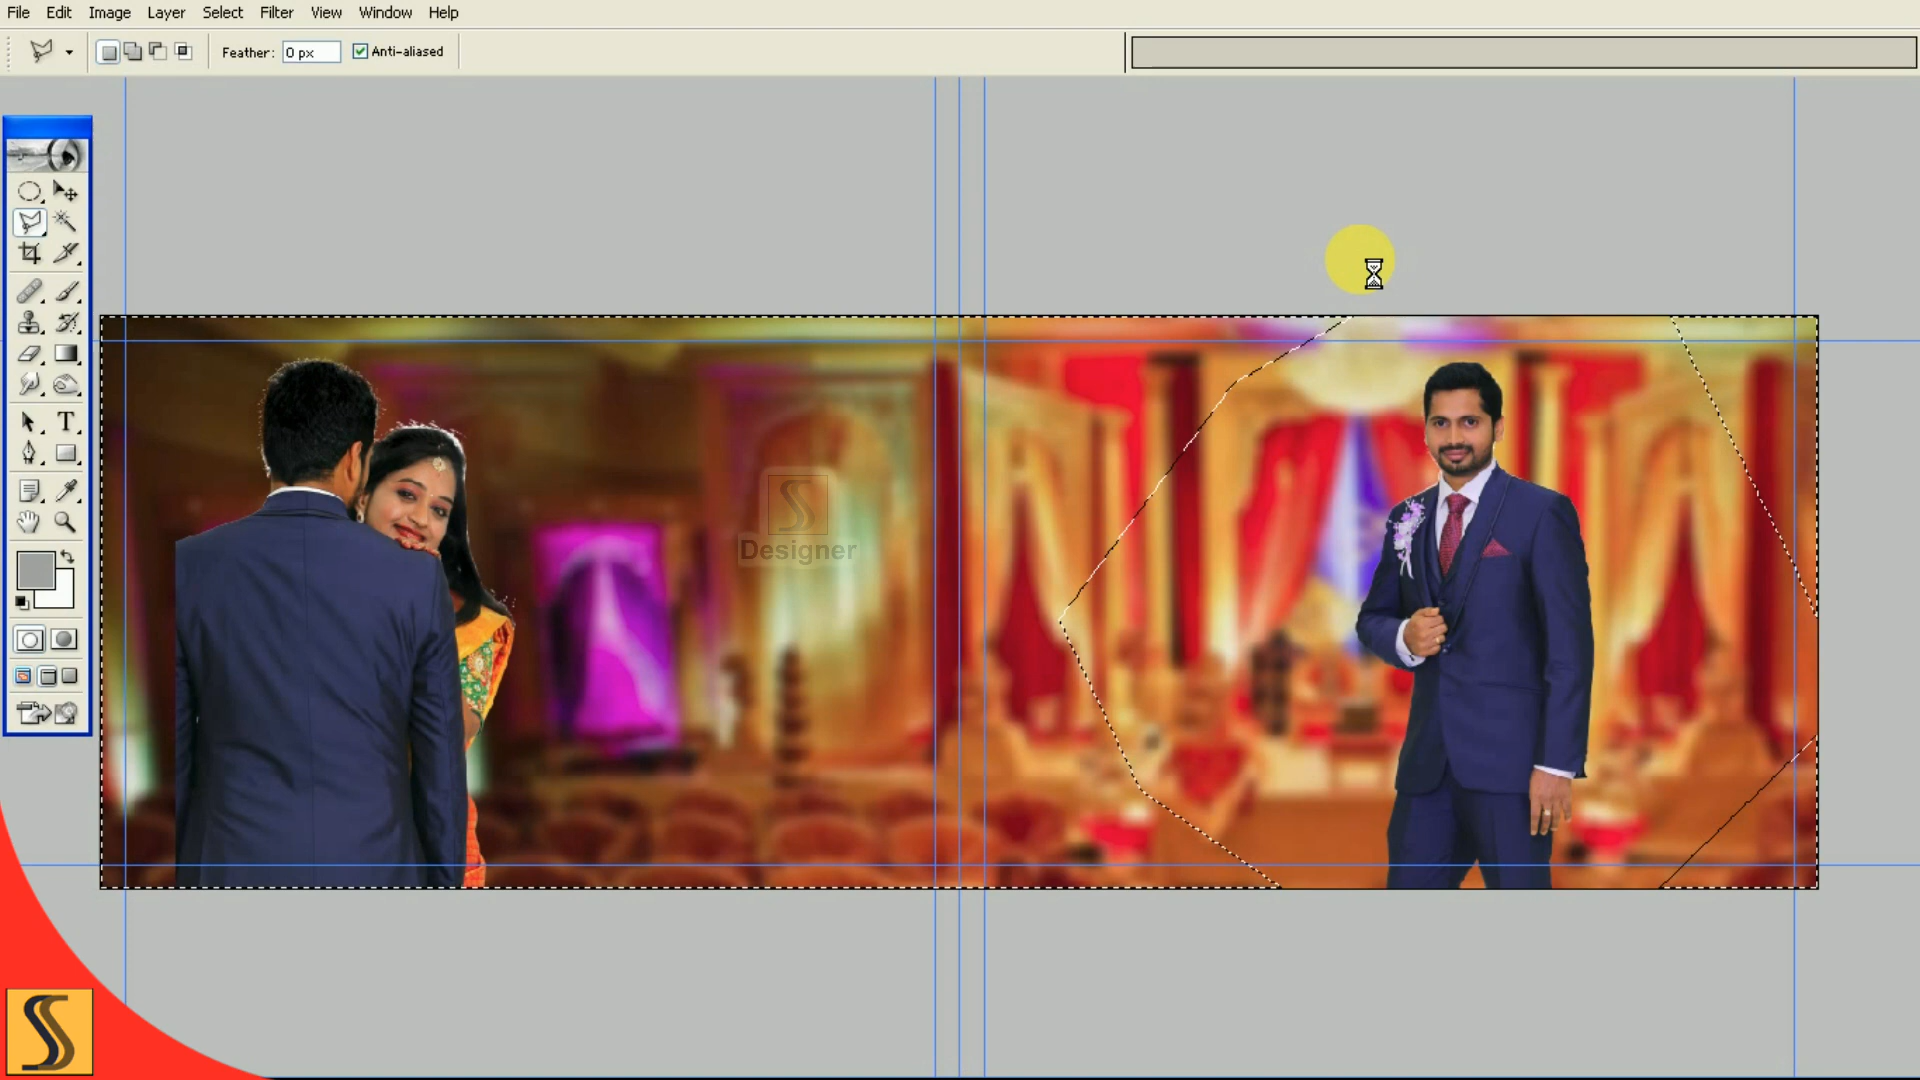 File Edit Image Layer Select Filter View Window Help
Feather: 0 px Anti-aliased
T
S
Designer
S